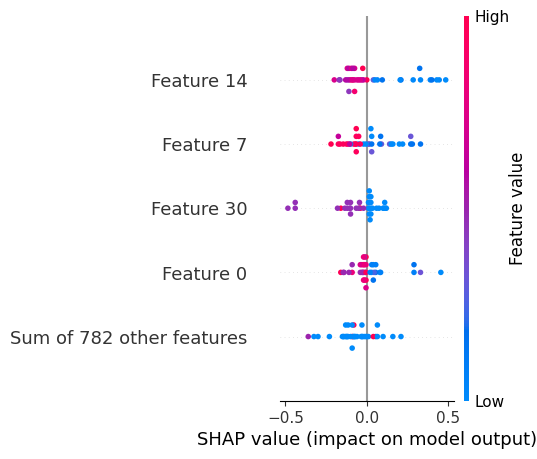 High
Feature 14
Feature 7
Feature 30
Feature 0
Sum of 782 other features
Feature value
Low
−0.5 0.0 0.5
SHAP value (impact on model output)